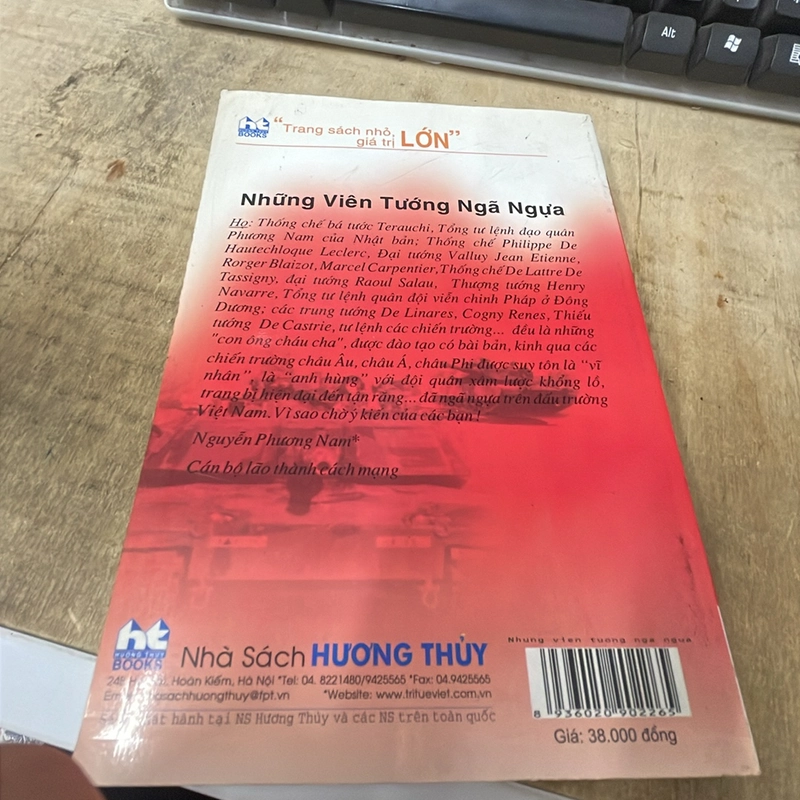 Alt
ht
BOOKS
“Trang sách nhỏ,
giá trị LỚN”
Những Viên Tướng Ngã Ngựa
Họ: Thống chế bá tước Terauchi, Tổng tư lệnh đạo quân
Phương Nam của Nhật bản; Thống chế Philippe De
Hautechloque Leclerc, Đại tướng Valluy Jean Etienne,
Rorger Blaizot, Marcel Carpentier, Thống chế De Lattre De
Tassigny, đại tướng Raoul Salau, Thượng tướng Henry
Navarre, Tổng tư lệnh quân đội viễn chinh Pháp ở Đông
Dương; các trung tướng De Linares, Cogny Renes, Thiếu
tướng De Castrie, tư lệnh các chiến trường... đều là những
"con ông cháu cha", được đào tạo có bài bản, kinh qua các
chiến trường châu Âu, châu Á, châu Phi được suy tôn là “vĩ
nhân” là “anh hùng” với đội quân xâm lược khổng lồ,
trang bị hiện đại đến tận răng... đã ngã ngựa trên đấu trường
Việt Nam. Vì sao chờ ý kiến của các bạn!
Nguyễn Phương Nam*
Cán bộ lão thành cách mạng
ht
HUONG THUY
BOOKS
Nhà Sách HƯƠNG THỦY
Hoàn Kiếm, Hà Nội *Tel: 04. 8221480/9425565 *Fax: 04.9425565
asachhuongthuy@fpt.vn *Website: www.tritueviet.com.vn
hát hành tại NS Hương Thủy và các NS trên toàn quốc
Nhung vien tuong nga ngua
8 936020 902265
Giá: 38.000 đồng